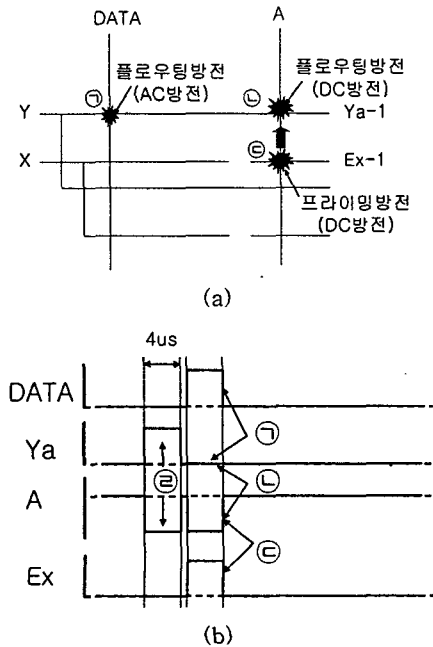 DATA A
㉠ 플로우팅방전 (AC방전)
㉡ 플로우팅방전 (DC방전)
Y Ya-1
X ㉢ Ex-1
프라이밍방전 (DC방전)
(a)
4us
DATA
㉠
Ya
㉣ ㉡
A
㉢
Ex
(b)